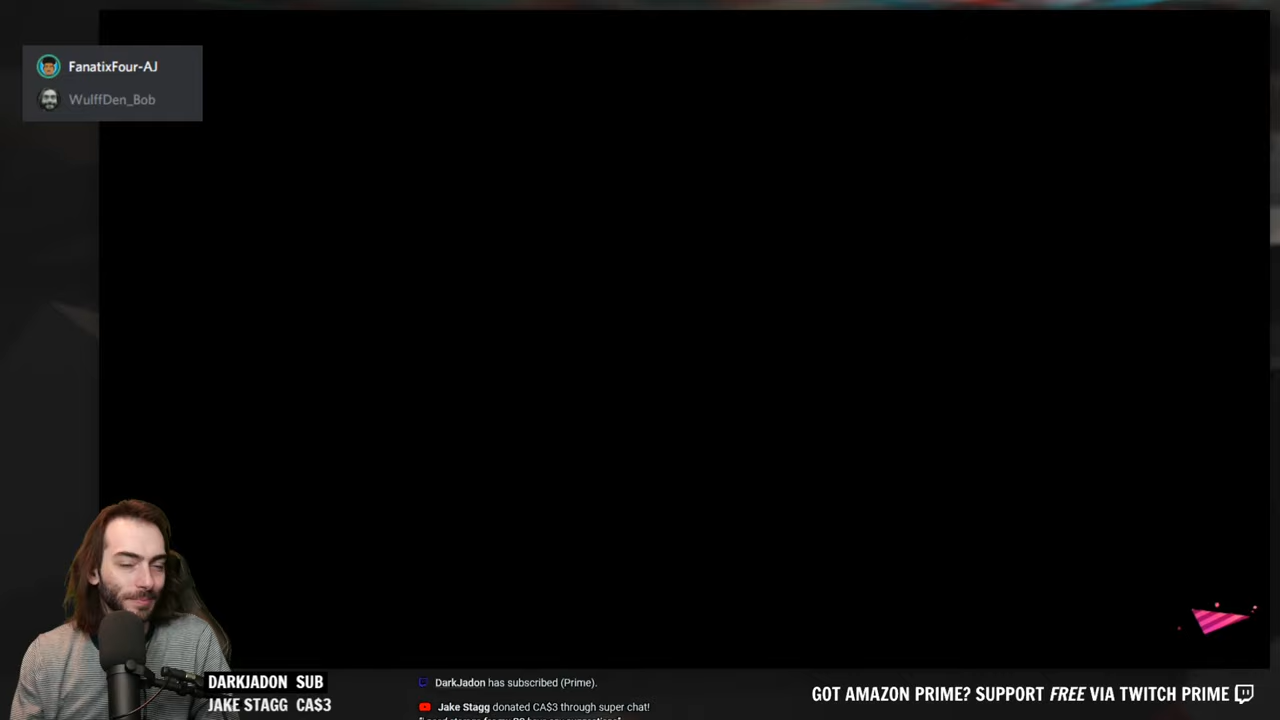 FanatixFour-AJ
WulffDen_Bob
DARKJADON SUB
JAKE STAGG CA$3
DarkJadon has subscribed (Prime).
Jake Stagg donated CA$3 through super chat!
GOT AMAZON PRIME? SUPPORT FREE VIA TWITCH PRIME